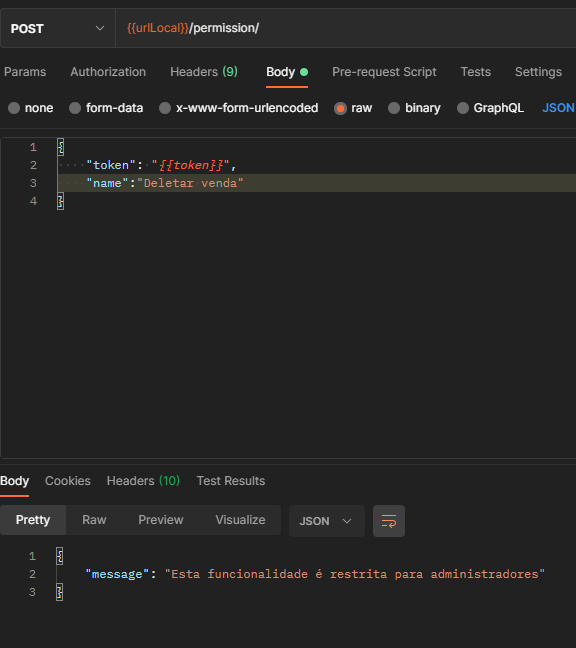 POST {{urlLocal}}/permission/
Params Authorization Headers (9) Body Pre-request Script Tests Settings
none form-data x-www-form-urlencoded raw binary GraphQL JSON
1 {
2 "token": "{{token}}",
3 "name":"Deletar venda"
4 }
Body Cookies Headers (10) Test Results
Pretty Raw Preview Visualize JSON
1 {
2 "message": "Esta funcionalidade é restrita para administradores"
3 }